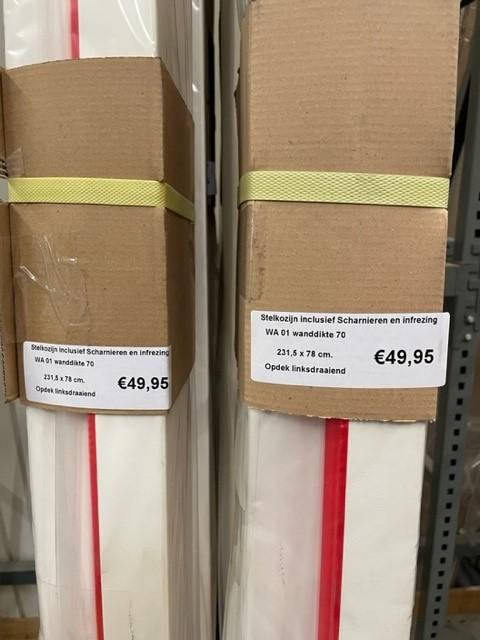 Stelkozijn inclusief Scharnieren en infrezing
WA 01 wanddikte 70
231,5 x 78 cm.
€49,95
Opdek linksdraaiend
Stelkozijn inclusief Scharnieren en infrezing
WA 01 wanddikte 70
231,5 x 78 cm.
€49,95
Opdek linksdraaiend